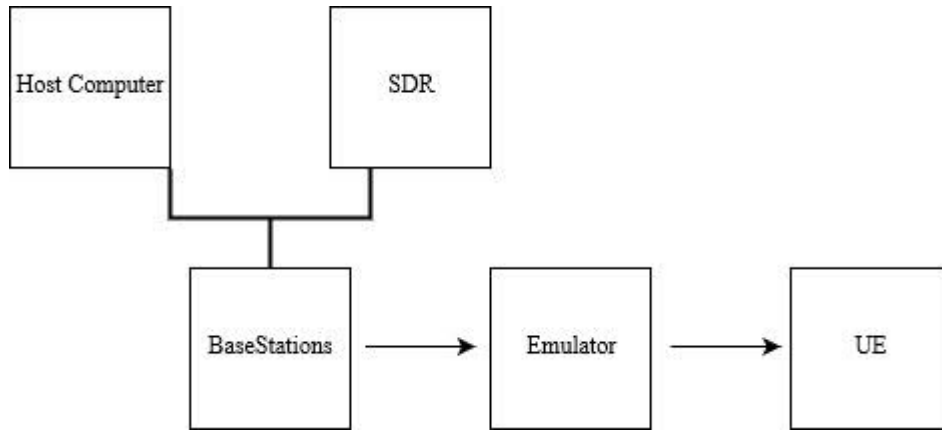 Host Computer
SDR
BaseStations
Emulator
UE